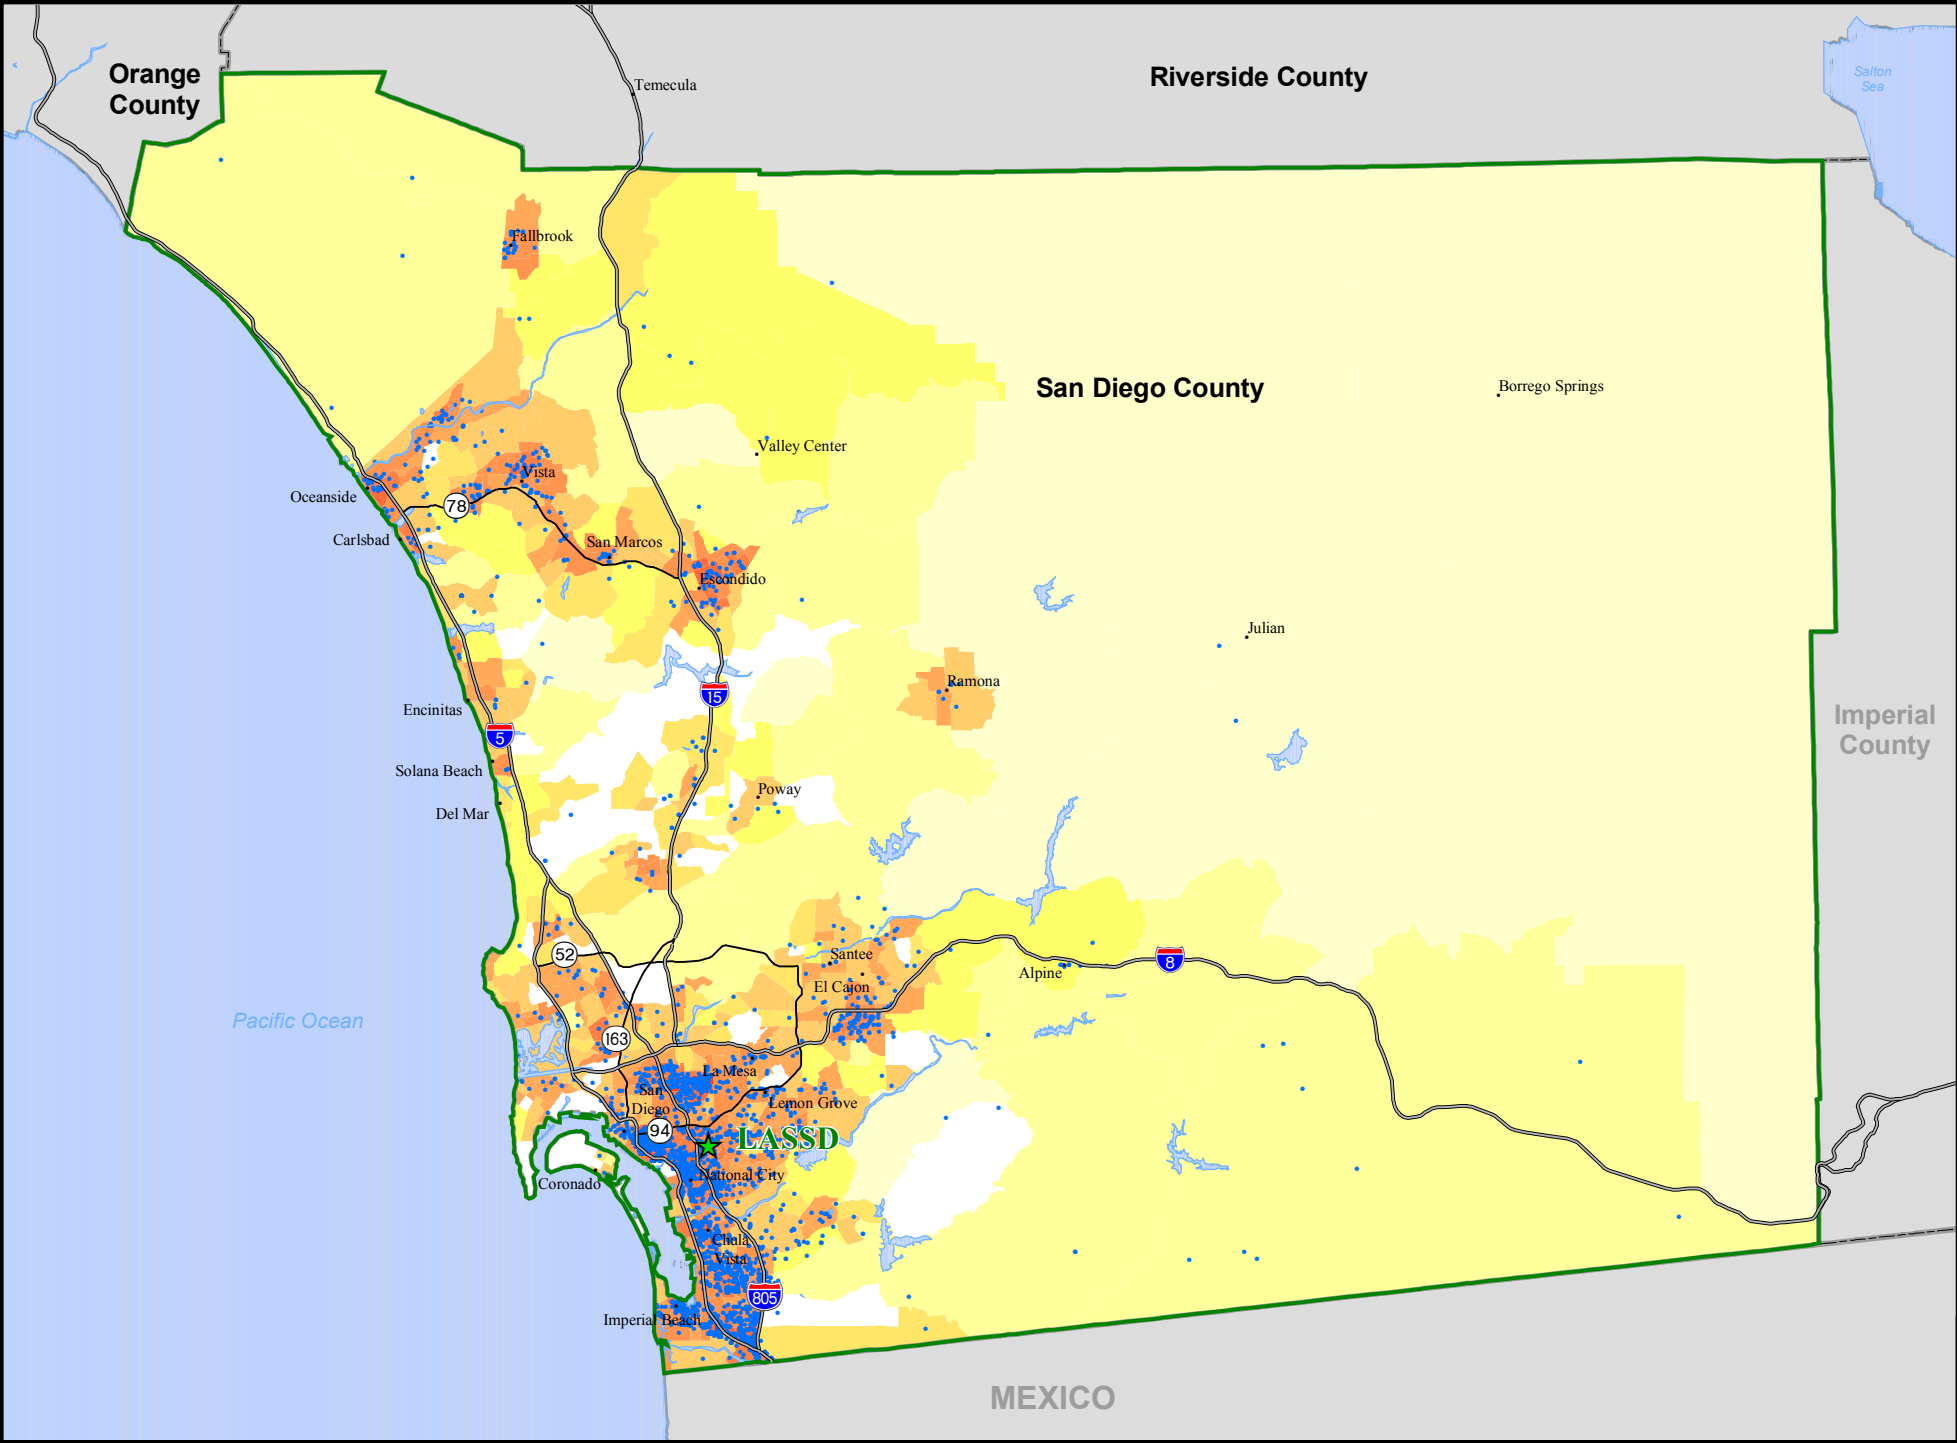 Orange
County
Temecula
Riverside County
Salton
Sea
Fallbrook
San Diego County
Borrego Springs
Valley Center
Vista
Oceanside
78
Carlsbad
San Marcos
Escondido
Julian
Ramona
15
Encinitas
5
Imperial
County
Solana Beach
Poway
Del Mar
52
Santee
8
Alpine
El Cajon
Pacific Ocean
163
La Mesa
San
Diego
Lemon Grove
94
LASSD
National City
Coronado
Chula
Vista
805
Imperial Beach
MEXICO